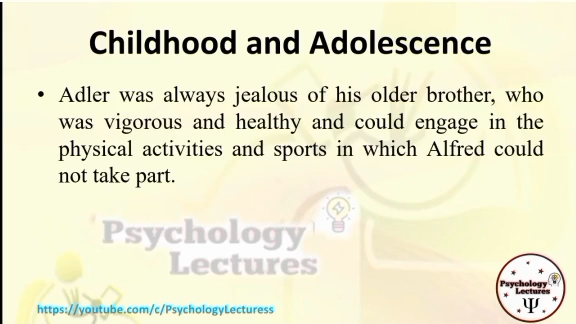 Childhood and Adolescence
• Adler was always jealous of his older brother, who
was vigorous and healthy and could engage in the
physical activities and sports in which Alfred could
not take part.
Psychology
Lectures
https://youtube.com/c/PsychologyLecturess
Psychology
Lectures
Ψ